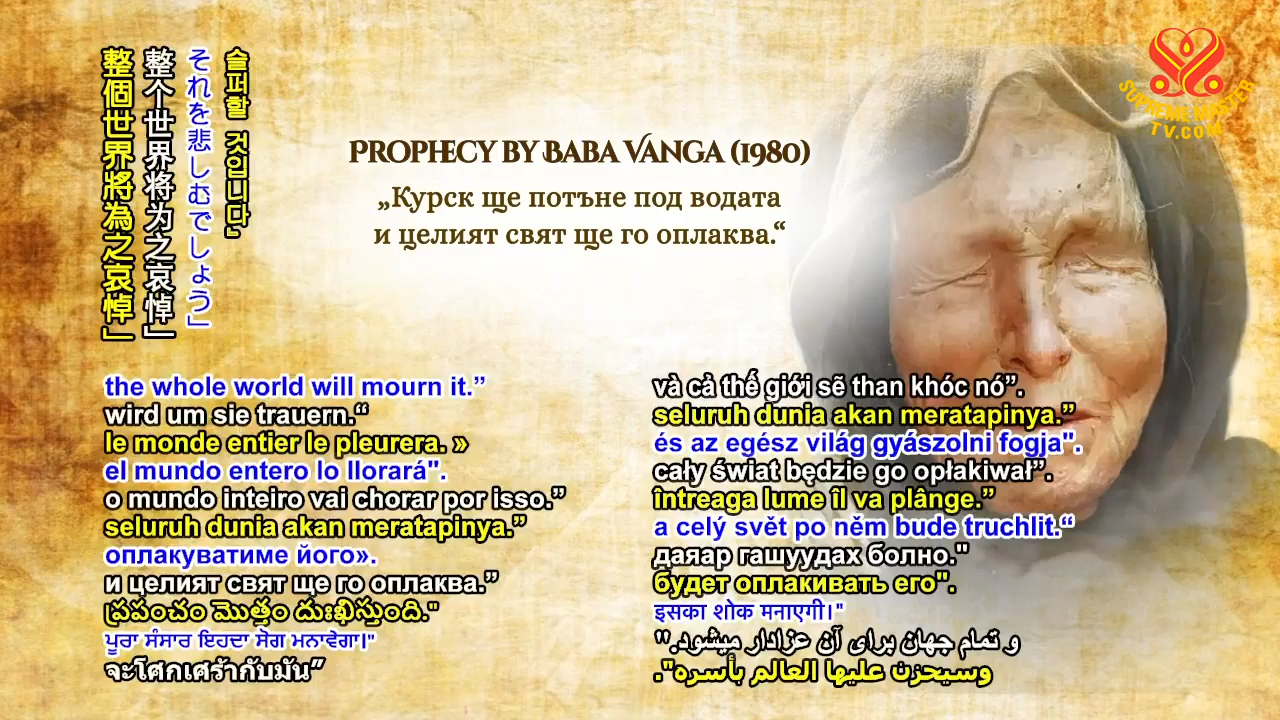 整個世界將為之哀悼」
整个世界将为之哀悼」
それを悲しむでしょう」
슬퍼할 것입니다”
SUPREME MASTER
TV.COM
PROPHECY BY BABA VANGA (1980)
„Курск ще потъне под водата
и целият свят ще го оплаква.“
the whole world will mourn it.”
wird um sie trauern.“
le monde entier le pleurera. »
el mundo entero lo llorará".
o mundo inteiro vai chorar por isso.”
seluruh dunia akan meratapinya.”
оплакуватиме його».
и целият свят ще го оплаква.”
ప్రపంచం మొత్తం దుఃఖిస్తుంది."
ਪੂਰਾ ਸੰਸਾਰ ਇਹਦਾ ਸੋਗ ਮਨਾਵੇਗਾ।"
จะโศกเศร้ากับมัน”
và cả thế giới sẽ than khóc nó”.
seluruh dunia akan meratapinya.”
és az egész világ gyászolni fogja".
cały świat będzie go opłakiwał”.
întreaga lume îl va plânge.”
a celý svět po něm bude truchlit.“
даяар гашуудах болно."
будет оплакивать его".
इसका शोक मनाएगी।"
و تمام جهان برای آن عزادار میشود."
وسيحزن عليها العالم بأسره".